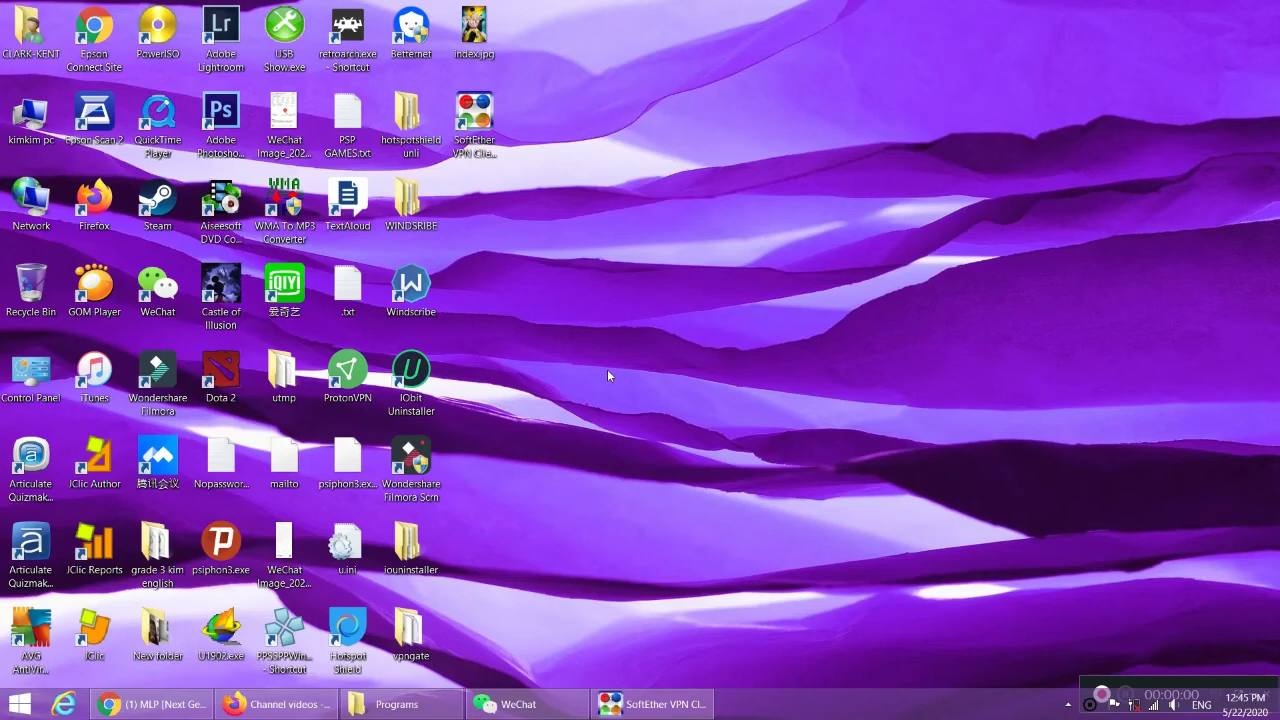 CLARK-KENT
Epson
Connect Site
PowerISO
Lr
Adobe
Lightroom
USB
Show.exe
retroarch.exe
- Shortcut
Betternet
index.jpg
kimkim pc
Epson Scan 2
QuickTime
Player
Ps
Adobe
Photosho...
WeChat
Image_202...
PSP
GAMES.txt
hotspotshield
unli
SoftEther
VPN Clie...
Network
Firefox
Steam
Aiseesoft
DVD Co...
WMA
WMA To MP3
Converter
TextAloud
WINDSRIBE
Recycle Bin
GOM Player
WeChat
Castle of
Illusion
iQIYI
爱奇艺
.txt
Windscribe
Control Panel
iTunes
Wondershare
Filmora
Dota 2
utmp
ProtonVPN
IObit
Uninstaller
Articulate
Quizmak...
JClic Author
腾讯会议
Nopasswor...
mailto
psiphon3.ex...
Wondershare
Filmora Scrn
Articulate
Quizmak...
JClic Reports
grade 3 kim
english
psiphon3.exe
WeChat
Image_202...
u.ini
iouninstaller
AVG
AntiVir...
JClic
New folder
U1902.exe
PPSSPPWin...
- Shortcut
Hotspot
Shield
vpngate
(1) MLP [Next Ge...
Channel videos -...
Programs
WeChat
SoftEther VPN Cl...
00:00:00
ENG
12:45 PM
5/22/2020